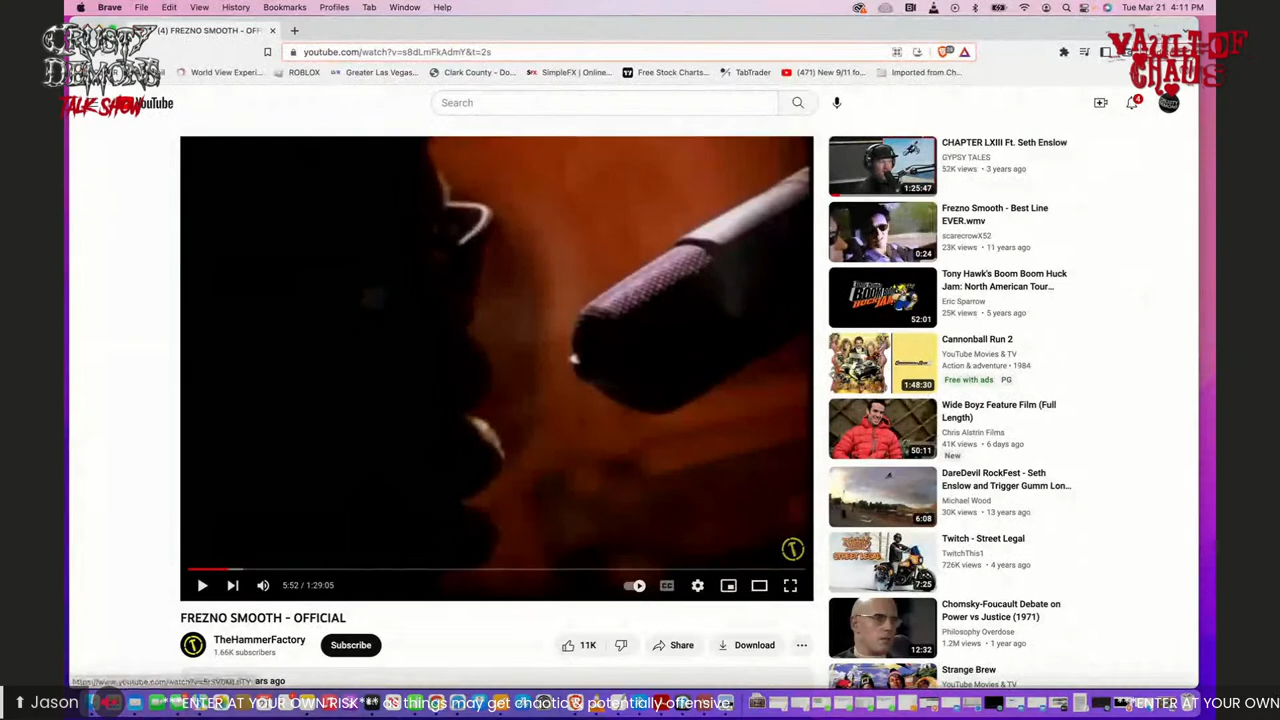 Brave File Edit View History Bookmarks Profiles Tab Window Help Tue Mar 21 4:11 PM
CRUSTY DEMONS TALK SHOW
VAULT OF CHAOS
(4) FREZNO SMOOTH - OFFI
youtube.com/watch?v=s8dLmFkAdmY&t=2s
World View Experi... ROBLOX Greater Las Vegas... Clark County - Do... SFX SimpleFX | Online... Free Stock Charts... TabTrader (471) New 9/11 fo... Imported from Ch...
YouTube
Search
4
CHAPTER LXIII Ft. Seth Enslow
GYPSY TALES
52K views • 3 years ago
1:25:47
Frezno Smooth - Best Line
EVER.wmv
scarecrowX52
23K views • 11 years ago
0:24
Tony Hawk's Boom Boom Huck
Jam: North American Tour...
Eric Sparrow
25K views • 5 years ago
52:01
Cannonball Run 2
YouTube Movies & TV
Action & adventure • 1984
Free with ads PG
1:48:30
Wide Boyz Feature Film (Full
Length)
Chris Alstrin Films
41K views • 6 days ago
New
50:11
DareDevil RockFest - Seth
Enslow and Trigger Gumm Lon...
Michael Wood
30K views • 13 years ago
6:08
Twitch - Street Legal
TwitchThis1
726K views • 4 years ago
7:25
Chomsky-Foucault Debate on
Power vs Justice (1971)
Philosophy Overdose
1.2M views • 1 year ago
12:32
Strange Brew
YouTube Movies & TV
5:52 / 1:29:05
FREZNO SMOOTH - OFFICIAL
TheHammerFactory
1.66K subscribers
Subscribe
11K
Share
Download
ars ago
Jason
*ENTER AT YOU
RISK
things may get chaotic, potentially offensive.
**ENTER AT YOUR OWN